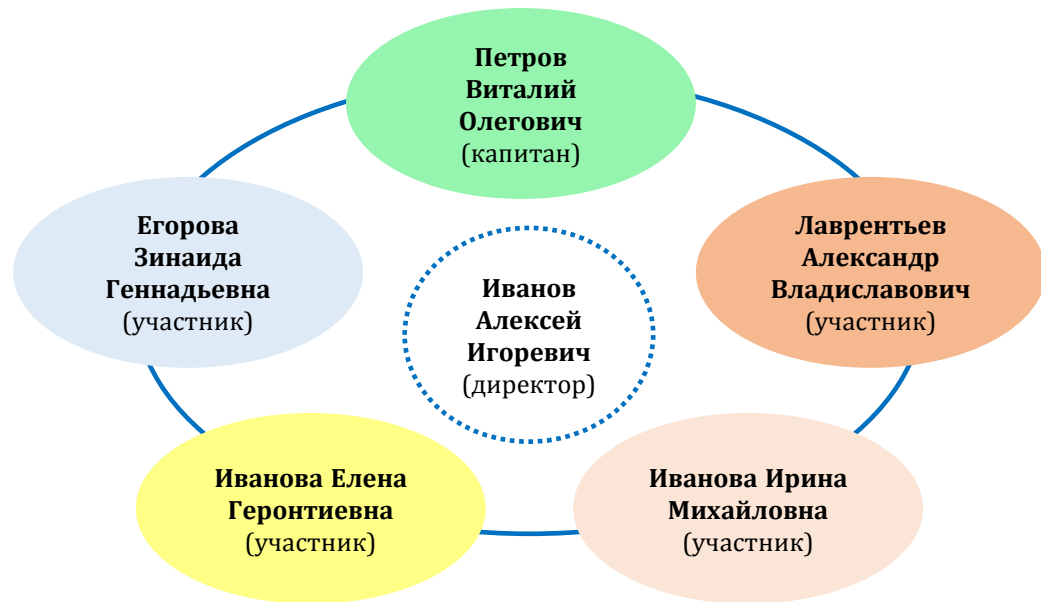 Петров
Виталий
Олегович
(капитан)
Егорова
Зинаида
Геннадьевна
(участник)
Лаврентьев
Александр
Владиславович
(участник)
Иванов
Алексей
Игоревич
(директор)
Иванова Елена
Геронтиевна
(участник)
Иванова Ирина
Михайловна
(участник)